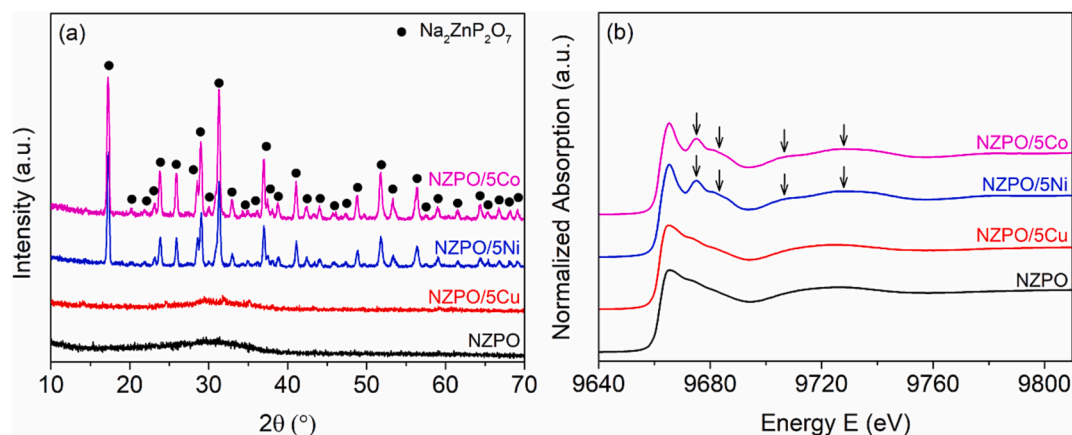 (a)
● Na₂ZnP₂O₇
NZPO/5Co
NZPO/5Ni
NZPO/5Cu
NZPO
Intensity (a.u.)
10 20 30 40 50 60 70
2θ (°)
(b)
NZPO/5Co
NZPO/5Ni
NZPO/5Cu
NZPO
Normalized Absorption (a.u.)
9640 9680 9720 9760 9800
Energy E (eV)